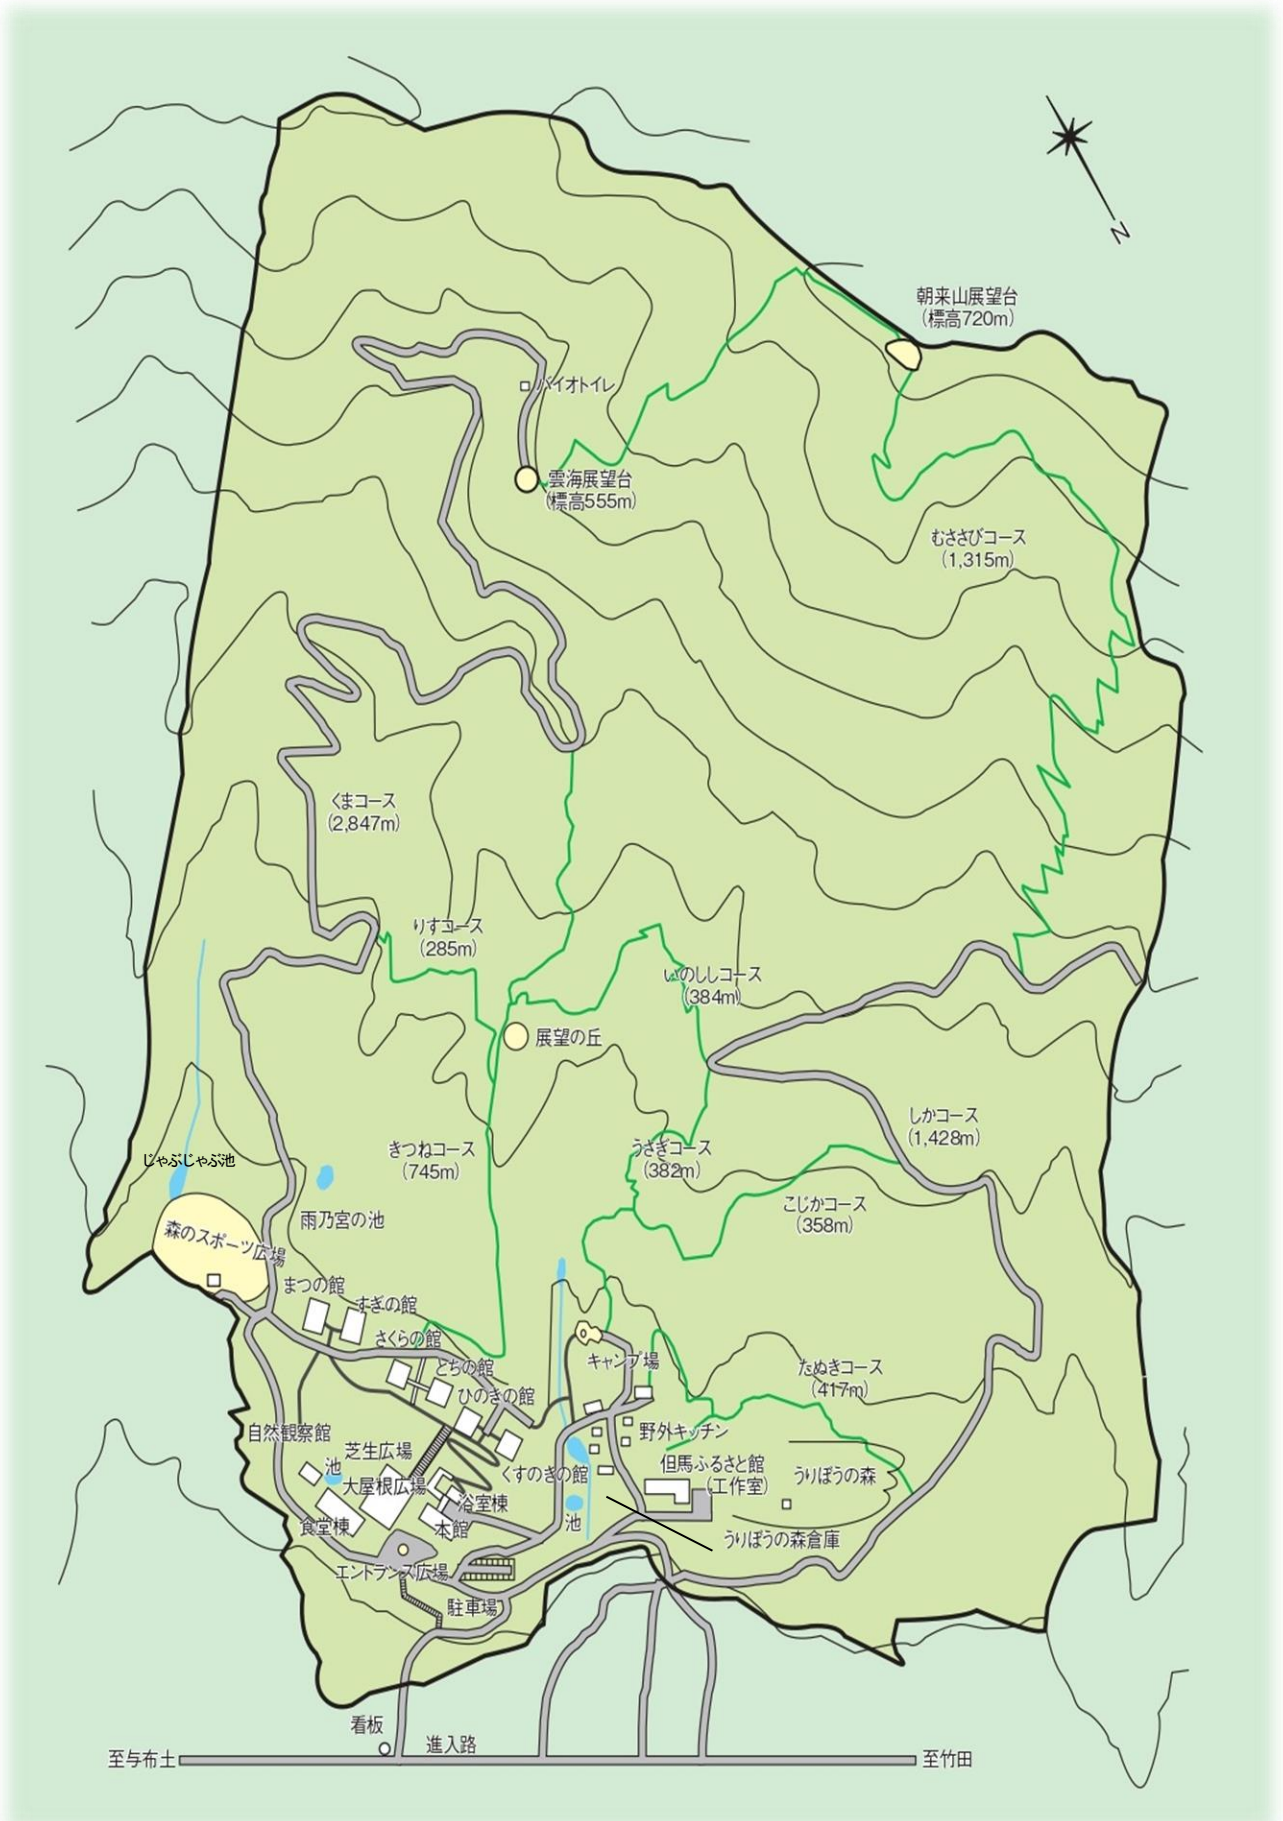 N
朝来山展望台
(標高720m)
バイオトイレ
雲海展望台
(標高555m)
むささびコース
(1,315m)
くまコース
(2,847m)
りすコース
(285m)
いのししコース
(384m)
展望の丘
しかコース
(1,428m)
きつねコース
(745m)
うさぎコース
(382m)
じゃぶじゃぶ池
こじかコース
(358m)
雨乃宮の池
森のスポーツ広場
まつの館
すぎの館
さくらの館
キャンプ場
とちの館
たぬきコース
(417m)
ひのきの館
自然観察館
野外キッチン
芝生広場
池
くすのきの館
但馬ふるさと館
(工作室)
うりぼうの森
大屋根広場
浴室棟
食堂棟
本館
池
うりぼうの森倉庫
エントランス広場
駐車場
看板
進入路
至与布土
至竹田